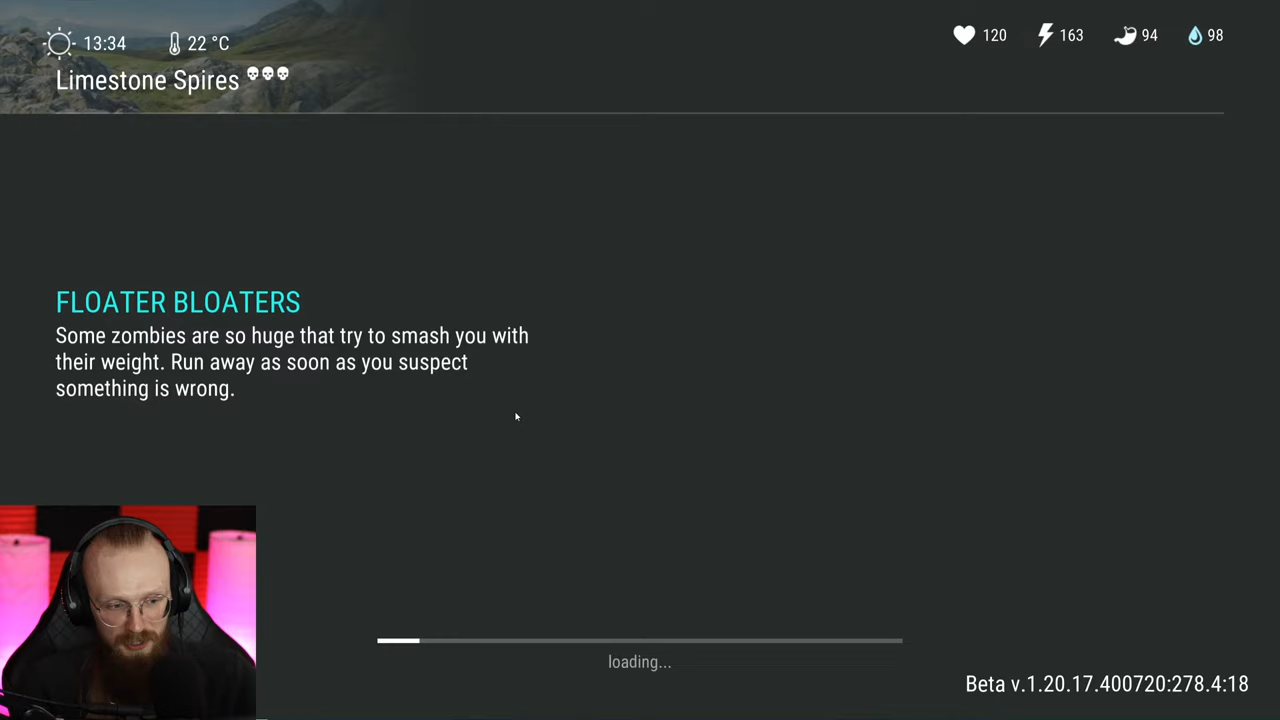 13:34 22 °C
120 163 94 98
Limestone Spires
FLOATER BLOATERS
Some zombies are so huge that try to smash you with
their weight. Run away as soon as you suspect
something is wrong.
loading...
Beta v.1.20.17.400720:278.4:18